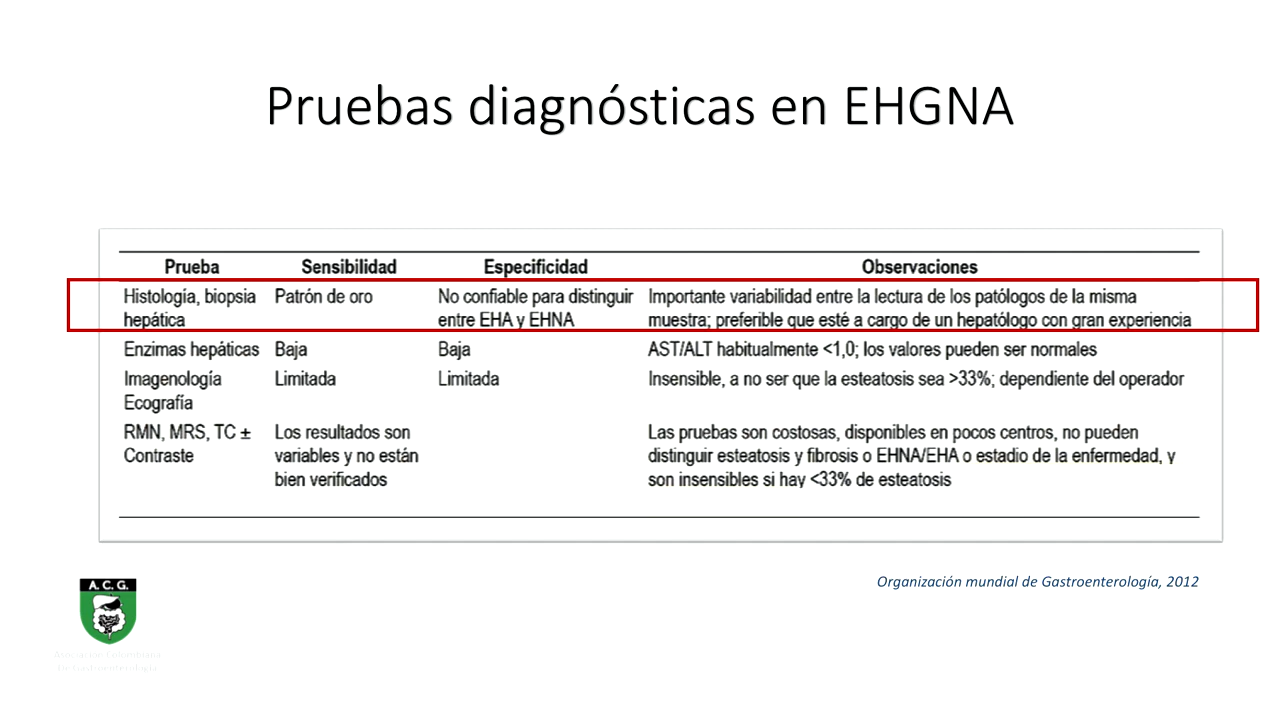 Pruebas diagnósticas en EHGNA
Prueba Sensibilidad Especificidad Observaciones
Histología, biopsia Patrón de oro No confiable para distinguir Importante variabilidad entre la lectura de los patólogos de la misma
hepática entre EHA y EHNA muestra; preferible que esté a cargo de un hepatólogo con gran experiencia
Enzimas hepáticas Baja Baja AST/ALT habitualmente <1,0; los valores pueden ser normales
Imagenología Limitada Limitada Insensible, a no ser que la esteatosis sea >33%; dependiente del operador
Ecografía
RMN, MRS, TC ± Los resultados son Las pruebas son costosas, disponibles en pocos centros, no pueden
Contraste variables y no están distinguir esteatosis y fibrosis o EHNA/EHA o estadio de la enfermedad, y
bien verificados son insensibles si hay <33% de esteatosis
Organización mundial de Gastroenterología, 2012
A. C. G.
Asociación Colombiana
De Gastroenterología